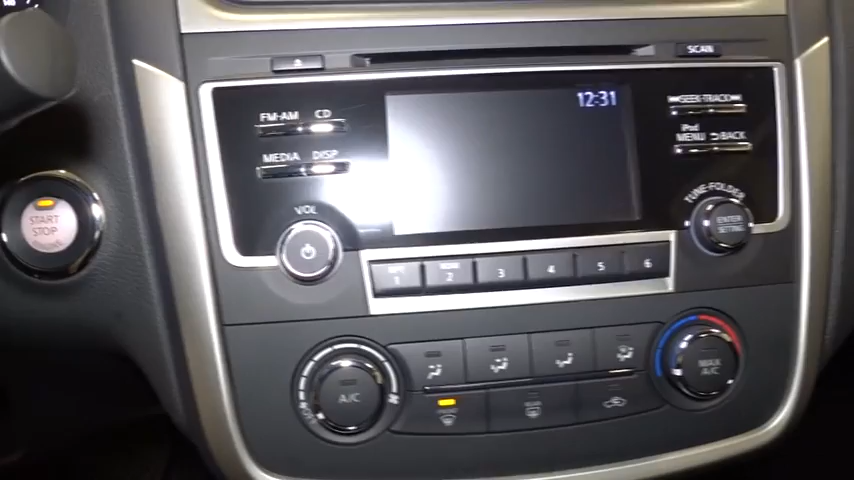 SCAN
12:31
FM·AM CD
SEEK·TRACK
MEDIA DISP
iPod
MENU BACK
VOL
TUNE·FOLDER
ENTER
SETTING
START
STOP
1 2 3 4 5 6
A/C
MAX
A/C
OFF